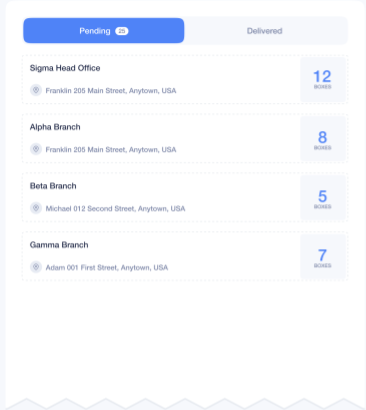 Pending 25
Delivered
Sigma Head Office
Franklin 205 Main Street, Anytown, USA
12
BOXES
Alpha Branch
Franklin 205 Main Street, Anytown, USA
8
BOXES
Beta Branch
Michael 012 Second Street, Anytown, USA
5
BOXES
Gamma Branch
Adam 001 First Street, Anytown, USA
7
BOXES